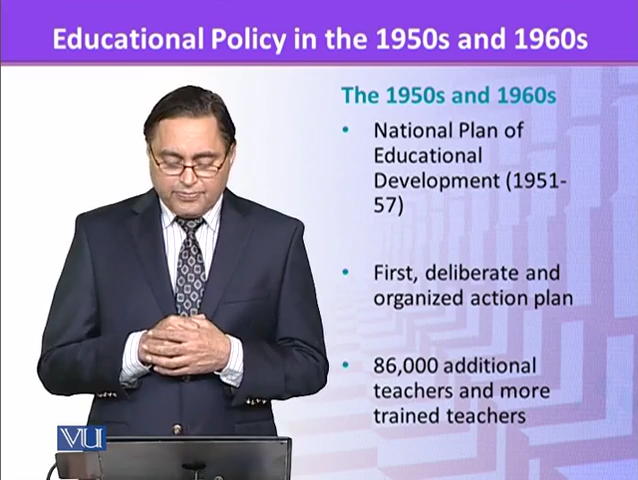 Educational Policy in the 1950s and 1960s
The 1950s and 1960s
• National Plan of
Educational
Development (1951-
57)
• First, deliberate and
organized action plan
• 86,000 additional
teachers and more
trained teachers
VU